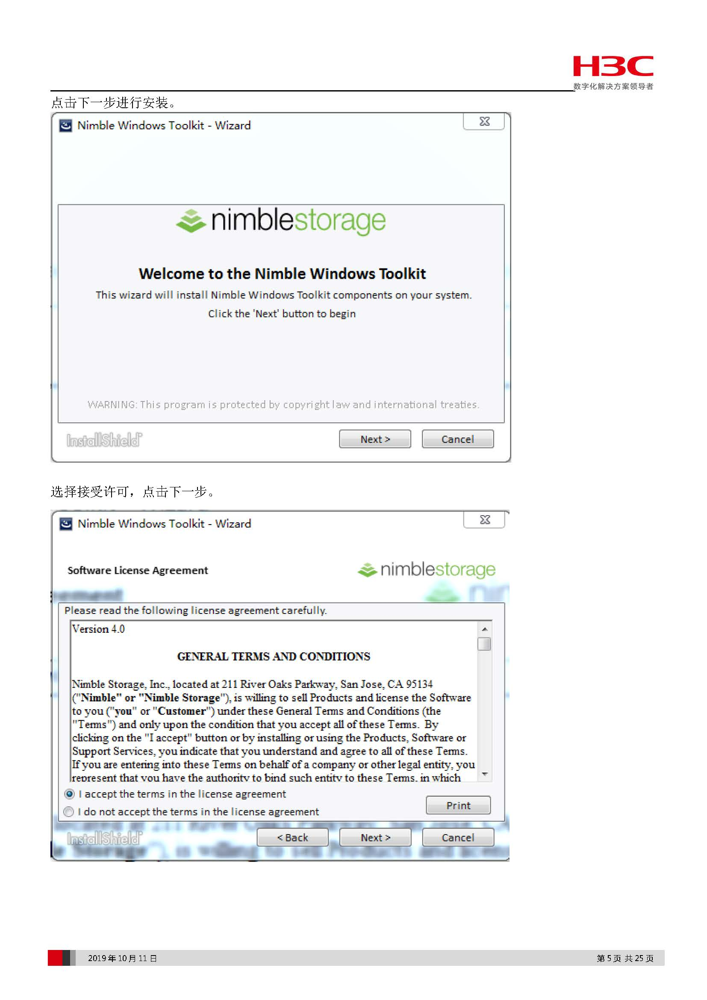 H3C
数字化解决方案领导者
点击下一步进行安装。
Nimble Windows Toolkit - Wizard
nimblestorage
Welcome to the Nimble Windows Toolkit
This wizard will install Nimble Windows Toolkit components on your system.
Click the 'Next' button to begin
WARNING: This program is protected by copyright law and international treaties.
InstallShield
Next >
Cancel
选择接受许可，点击下一步。
Nimble Windows Toolkit - Wizard
Software License Agreement
nimblestorage
Please read the following license agreement carefully.
Version 4.0
GENERAL TERMS AND CONDITIONS
Nimble Storage, Inc., located at 211 River Oaks Parkway, San Jose, CA 95134
("Nimble" or "Nimble Storage"), is willing to sell Products and license the Software
to you ("you" or "Customer") under these General Terms and Conditions (the
"Terms") and only upon the condition that you accept all of these Terms.  By
clicking on the "I accept" button or by installing or using the Products, Software or
Support Services, you indicate that you understand and agree to all of these Terms.
If you are entering into these Terms on behalf of a company or other legal entity, you
represent that you have the authority to bind such entity to these Terms, in which
I accept the terms in the license agreement
I do not accept the terms in the license agreement
Print
InstallShield
< Back
Next >
Cancel
2019年10月11日
第5页 共25页